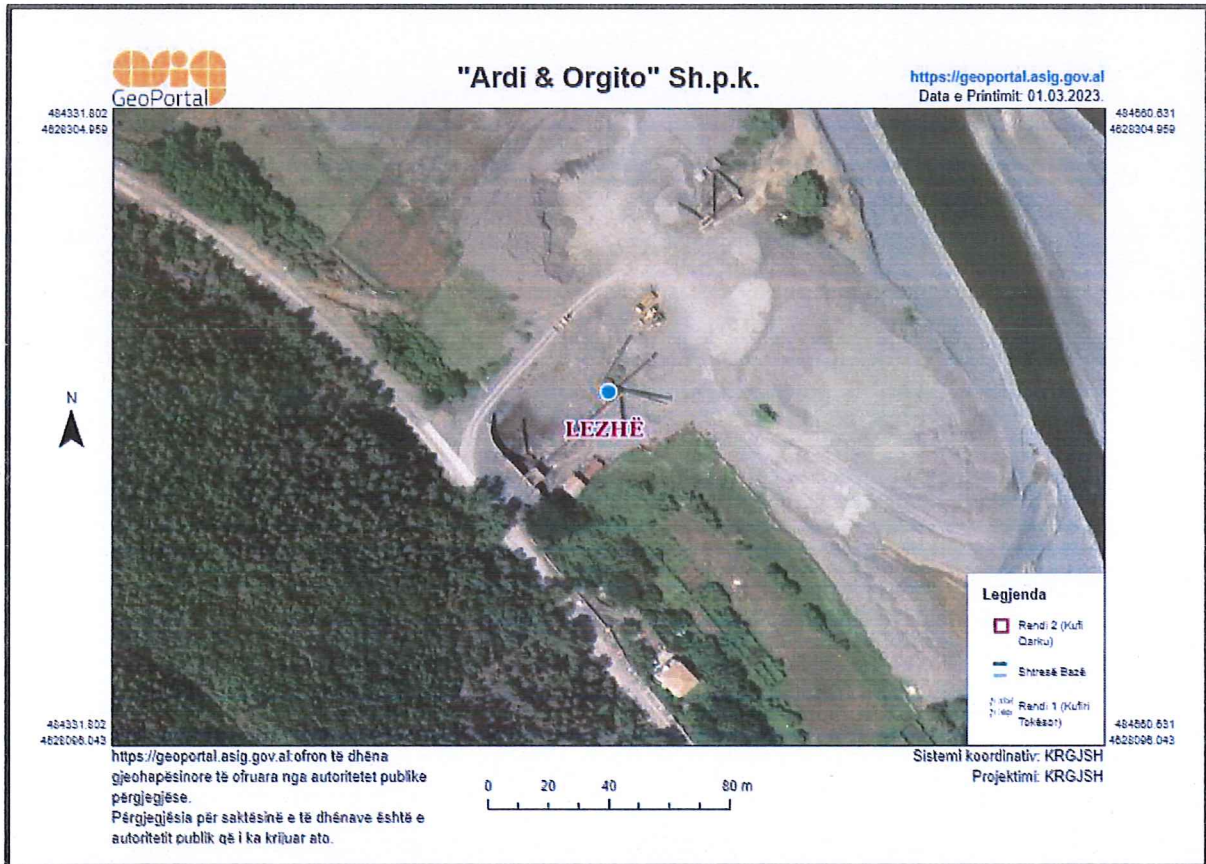 asig
GeoPortal
"Ardi & Orgito" Sh.p.k.
https://geoportal.asig.gov.al
Data e Printimit: 01.03.2023.
484331.802
4628304.959
484660.631
4628304.959
N
LEZHË
Legjenda
Rendi 2 (Kufi
Qarku)
Shtresë Bazë
Rendi 1 (Kufiri
Tokësor)
484331.802
4628096.043
484660.631
4628096.043
https://geoportal.asig.gov.al:ofron të dhëna
gjeohapësinore të ofruara nga autoritetet publike
përgjegjëse.
Përgjegjësia për saktësinë e të dhënave është e
autoritetit publik që i ka krijuar ato.
0 20 40 80 m
Sistemi koordinativ: KRGJSH
Projektimi: KRGJSH